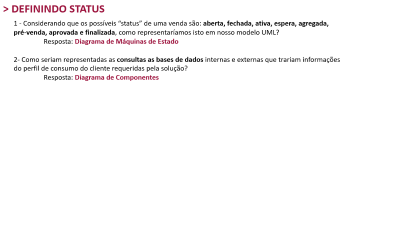 > DEFININDO STATUS
1 - Considerando que os possíveis “status” de uma venda são: aberta, fechada, ativa, espera, agregada,
pré-venda, aprovada e finalizada, como representaríamos isto em nosso modelo UML?
Resposta: Diagrama de Máquinas de Estado
2- Como seriam representadas as consultas as bases de dados internas e externas que trariam informações
do perfil de consumo do cliente requeridas pela solução?
Resposta: Diagrama de Componentes